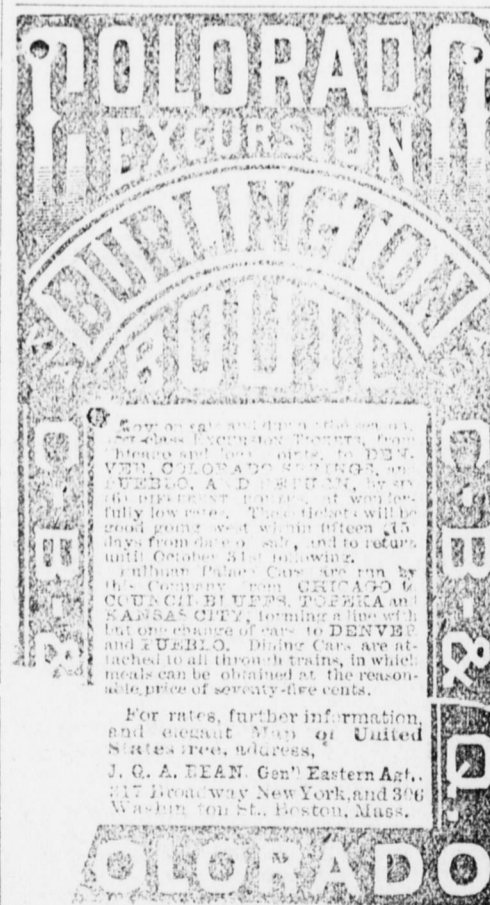 COLORADO
EXCURSION
BURLINGTON
ROUTE
C. B. &
C. B. & Q.
Now on sale and during the season,
first-class EXCURSION TICKETS, from
Chicago and local points, to DEN-
VER, COLORADO SPRINGS, and
PUEBLO, AND RETURN, by six
(6) DIFFERENT ROUTES, at wonder-
fully low rates. These tickets will be
good going west within fifteen (15)
days from date of sale, and to return
until October 31st following.
Pullman Palace Cars are run by
this Company from CHICAGO to
COUNCIL BLUFFS, TOPEKA and
KANSAS CITY, forming a line with
but one change of cars to DENVER
and PUEBLO. Dining Cars are at-
tached to all through trains, in which
meals can be obtained at the reason-
able price of seventy-five cents.
For rates, further information,
and elegant Map of United
States free, address,
J. Q. A. BEAN, Gen'l Eastern Agt.,
317 Broadway New York, and 306
Washington St., Boston, Mass.
COLORADO